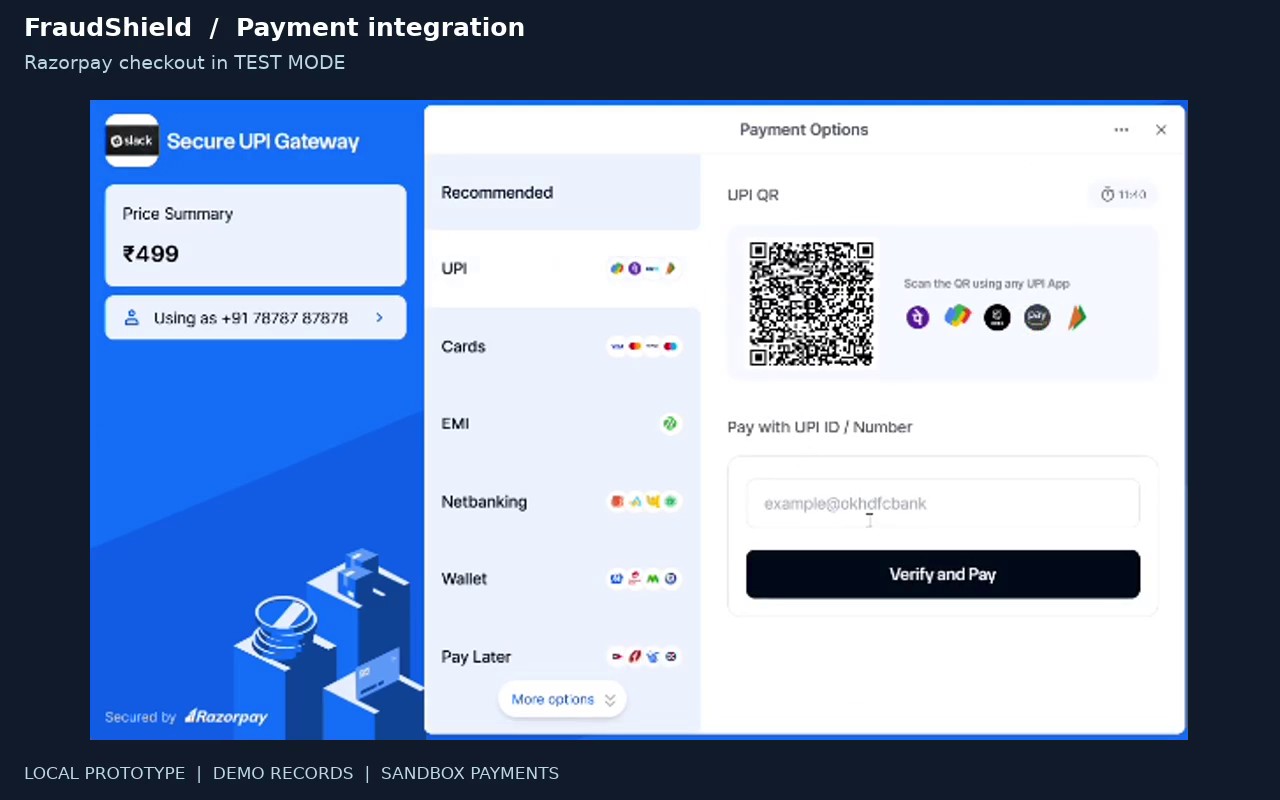 FraudShield / Payment integration
Razorpay checkout in TEST MODE
slack
Secure UPI Gateway
Price Summary
₹499
Using as +91 78787 87878
Secured by Razorpay
Payment Options
Recommended
UPI
Cards
VISA
EMI
Netbanking
Wallet
Pay Later
More options
UPI QR
11:40
Scan the QR using any UPI App
pay
Pay with UPI ID / Number
example@okhdfcbank
Verify and Pay
LOCAL PROTOTYPE | DEMO RECORDS | SANDBOX PAYMENTS